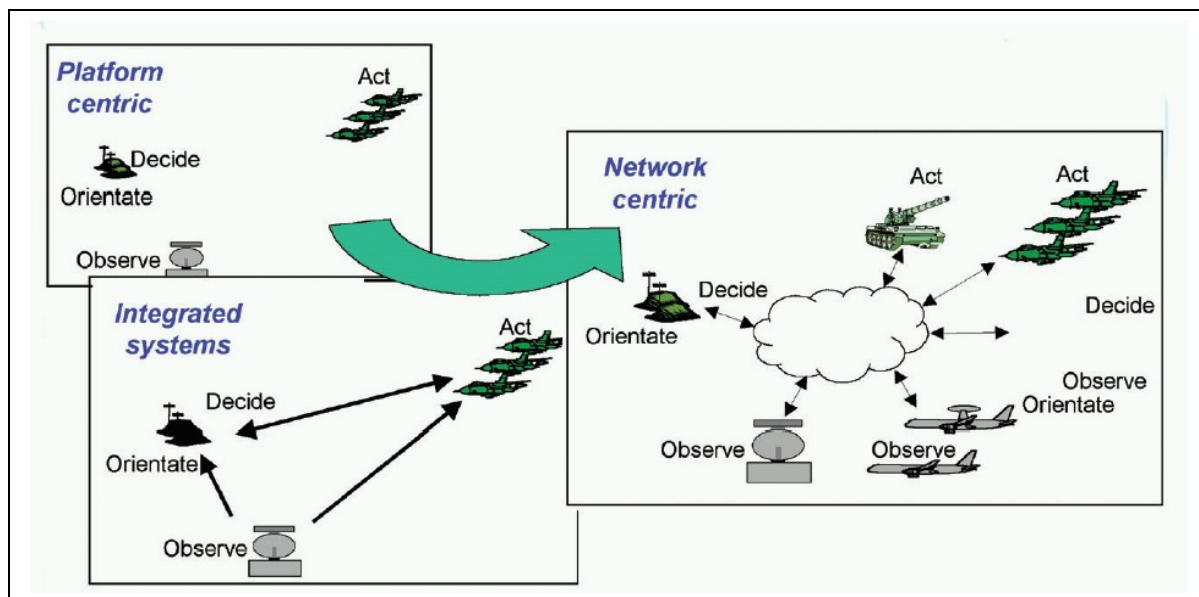 Platform
centric
Act
Decide
Orientate
Observe
Integrated
systems
Act
Decide
Orientate
Observe
Network
centric
Act
Act
Decide
Orientate
Decide
Observe
Orientate
Observe
Observe